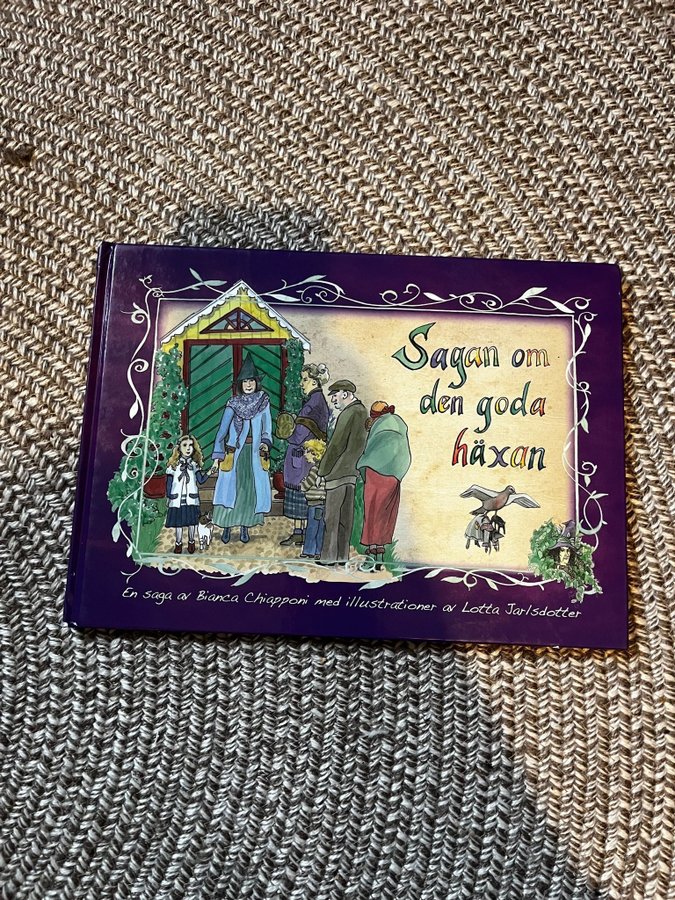 Sagan om
den goda
häxan
En saga av Bianca Chiapponi med illustrationer av Lotta Jarlsdotter